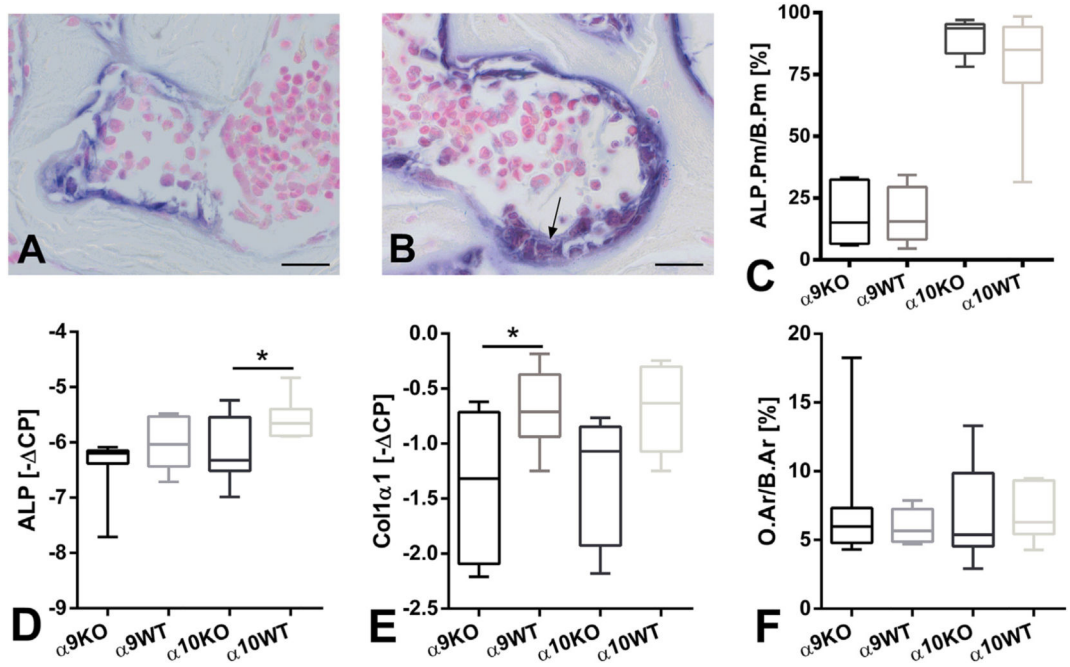 A
B
C
ALP.Pm/B.Pm [%]
100
75
50
25
0
α9KO
α9WT
α10KO
α10WT
D
ALP [-ΔCP]
-4
-5
-6
-7
-8
-9
*
α9KO
α9WT
α10KO
α10WT
E
Col1α1 [-ΔCP]
0.0
-0.5
-1.0
-1.5
-2.0
-2.5
*
α9KO
α9WT
α10KO
α10WT
F
O.Ar/B.Ar [%]
20
15
10
5
0
α9KO
α9WT
α10KO
α10WT